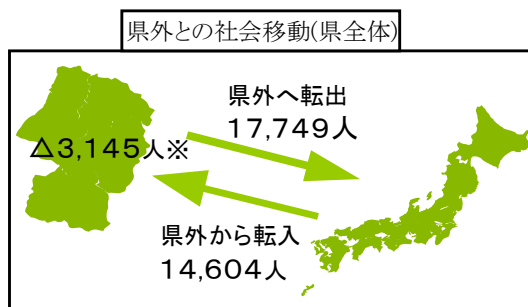 県外との社会移動(県全体)
県外へ転出
17,749人
△3,145人※
県外から転入
14,604人